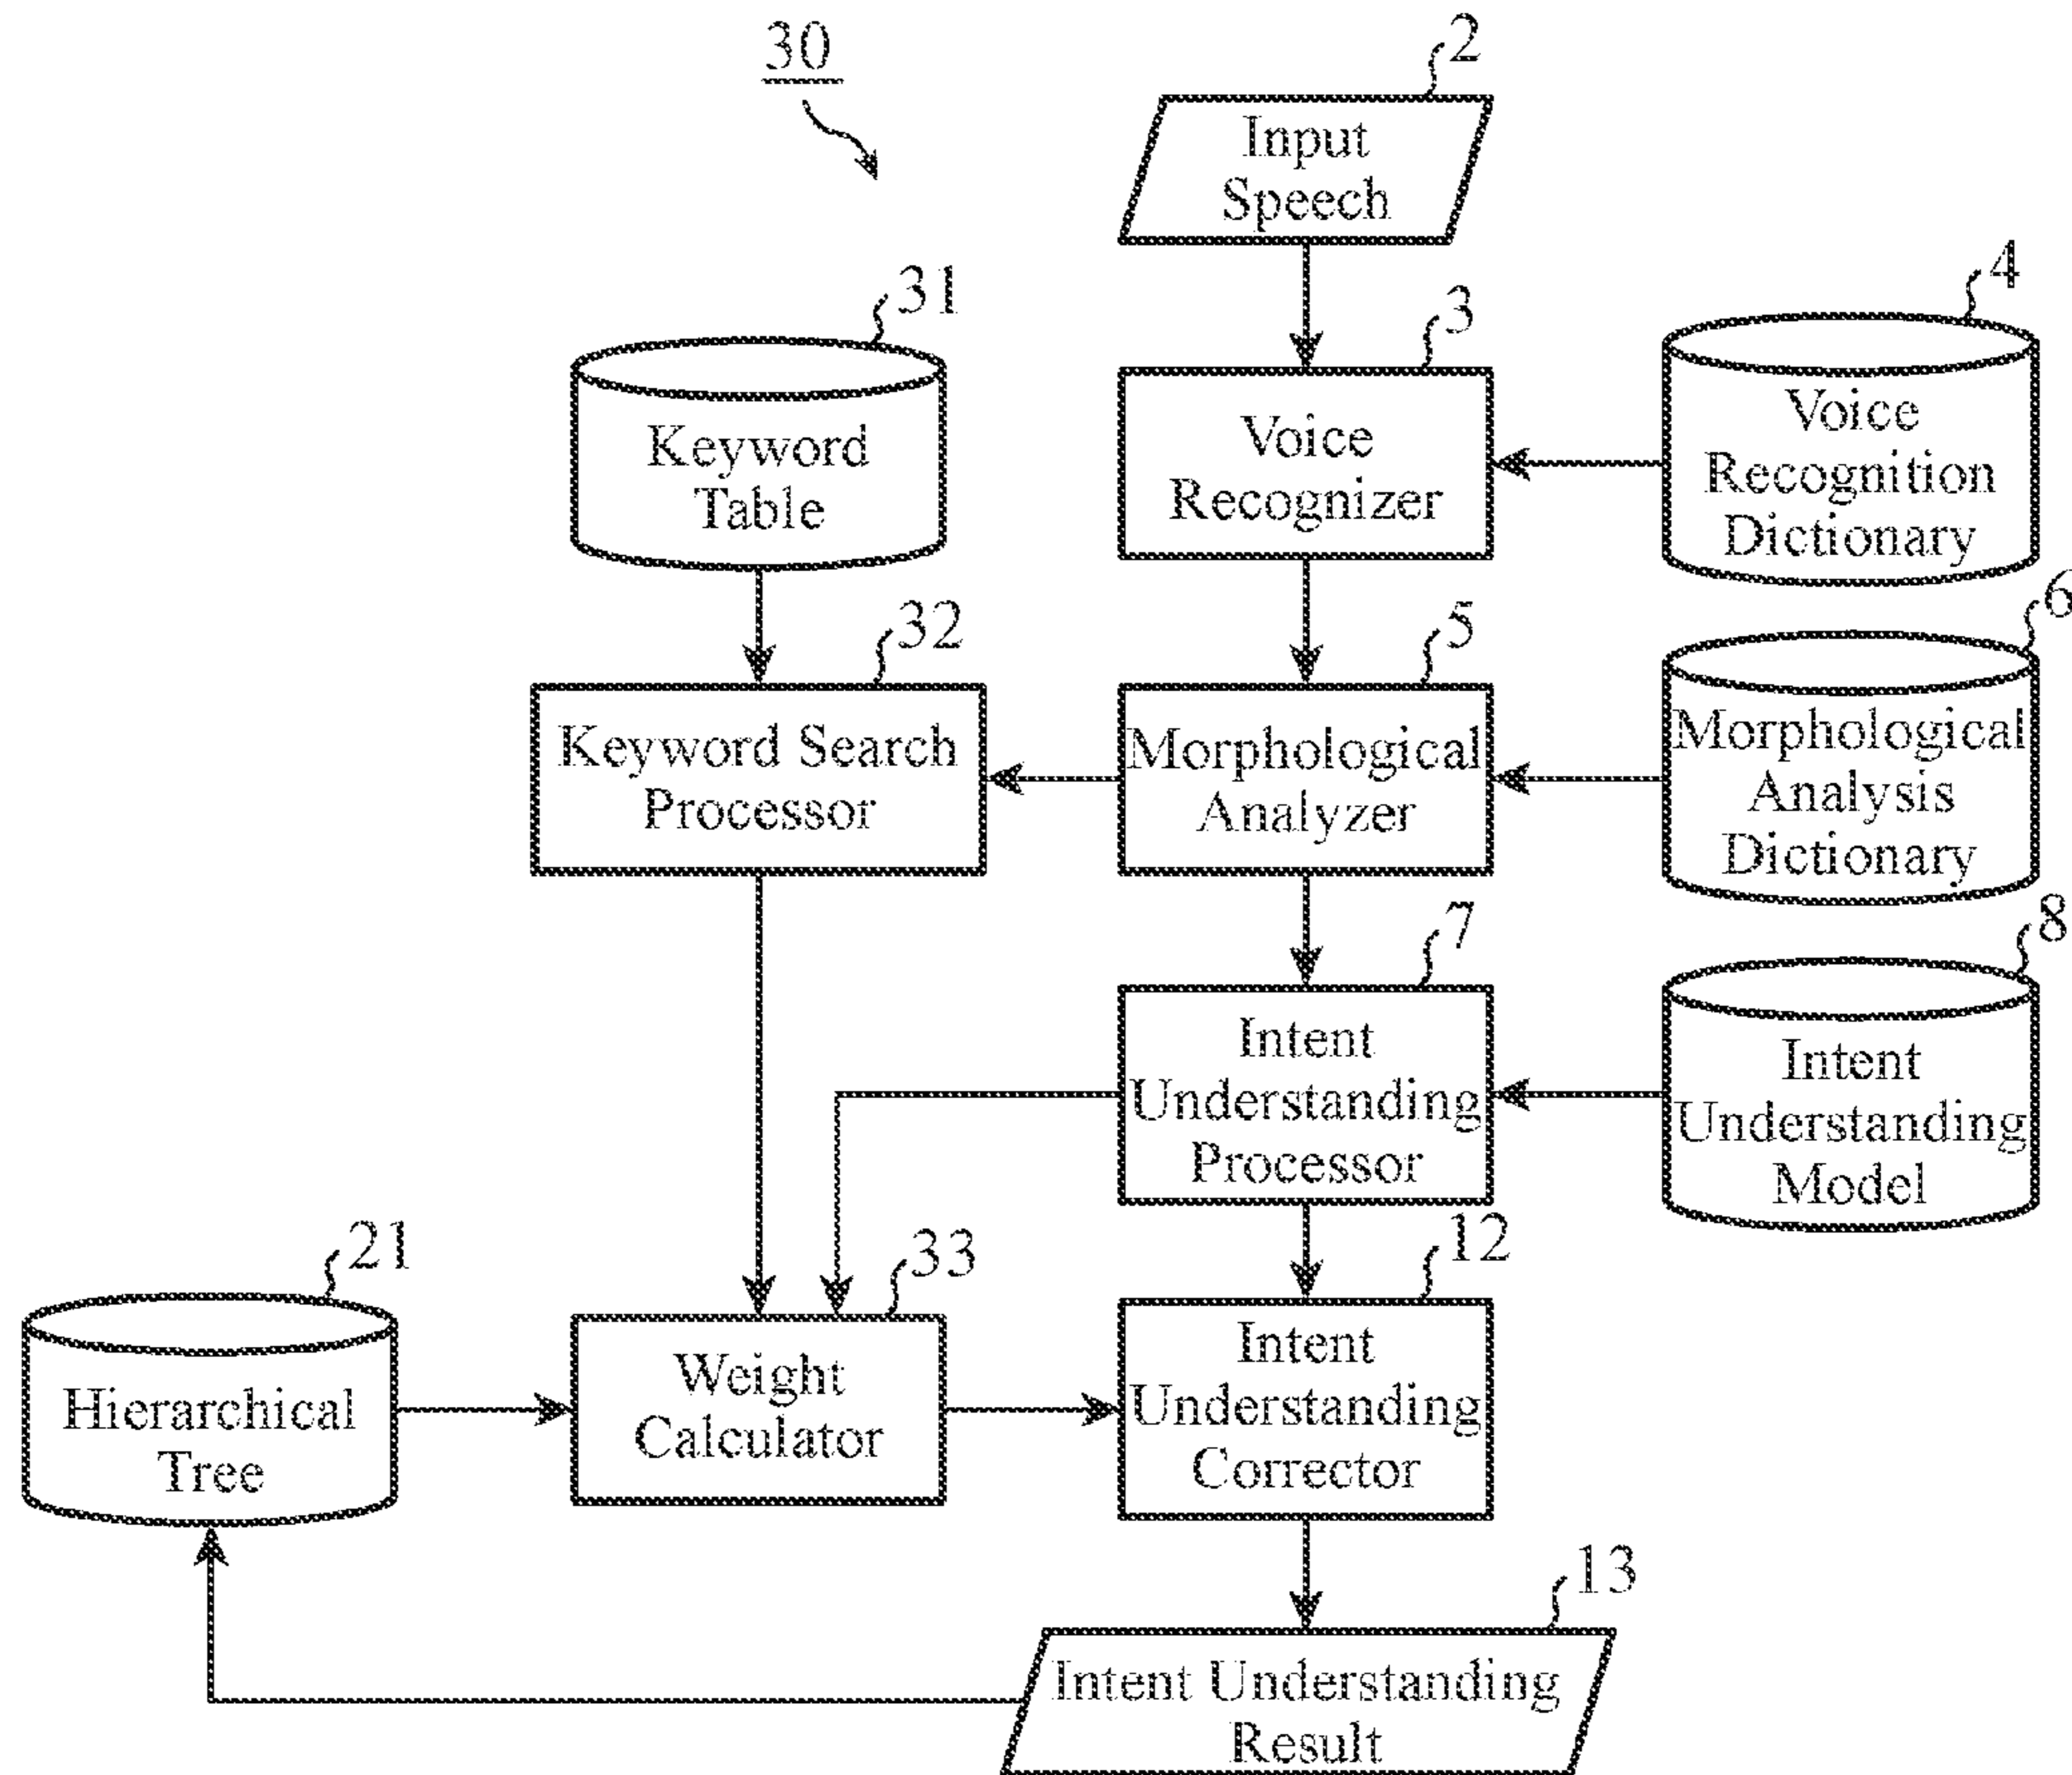 30
2
Input
Speech
31
3
4
Keyword
Table
Voice
Recognizer
Voice
Recognition
Dictionary
32
5
6
Keyword Search
Processor
Morphological
Analyzer
Morphological
Analysis
Dictionary
7
8
Intent
Understanding
Processor
Intent
Understanding
Model
21
33
12
Hierarchical
Tree
Weight
Calculator
Intent
Understanding
Corrector
13
Intent Understanding
Result